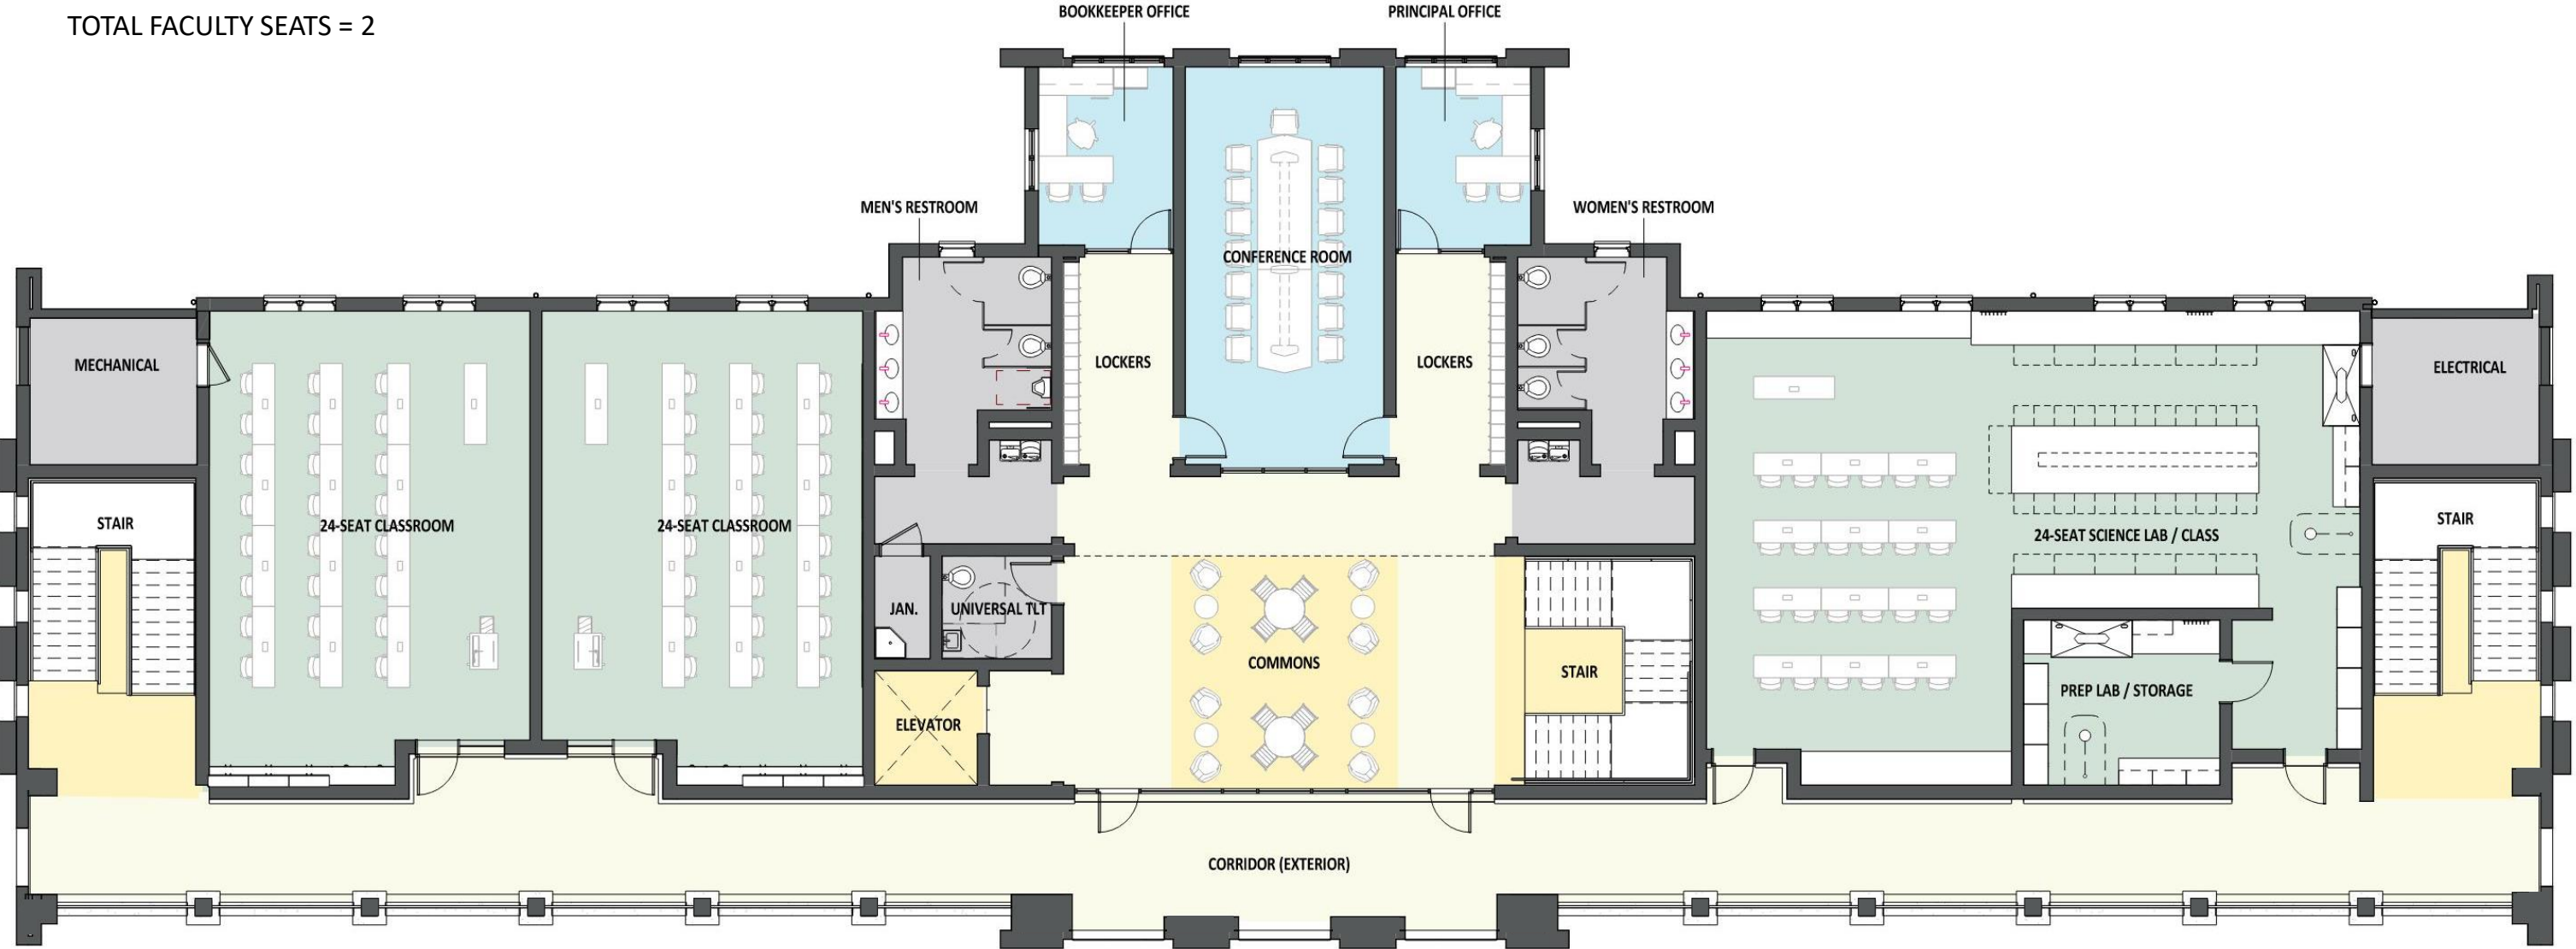 TOTAL FACULTY SEATS = 2
BOOKKEEPER OFFICE
PRINCIPAL OFFICE
MEN'S RESTROOM
WOMEN'S RESTROOM
CONFERENCE ROOM
MECHANICAL
LOCKERS
LOCKERS
ELECTRICAL
STAIR
24-SEAT CLASSROOM
24-SEAT CLASSROOM
24-SEAT SCIENCE LAB / CLASS
STAIR
JAN.
UNIVERSAL TLT
COMMONS
STAIR
PREP LAB / STORAGE
ELEVATOR
CORRIDOR (EXTERIOR)